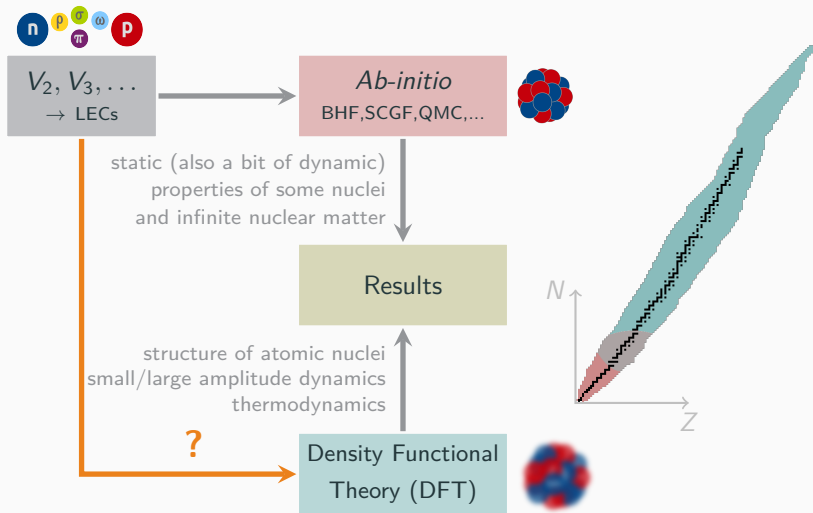 n ρ σ ω π p
V₂, V₃, . . .
→ LECs
Ab-initio
BHF,SCGF,QMC,...
static (also a bit of dynamic)
properties of some nuclei
and infinite nuclear matter
Results
structure of atomic nuclei
small/large amplitude dynamics
thermodynamics
?
Density Functional
Theory (DFT)
N
Z